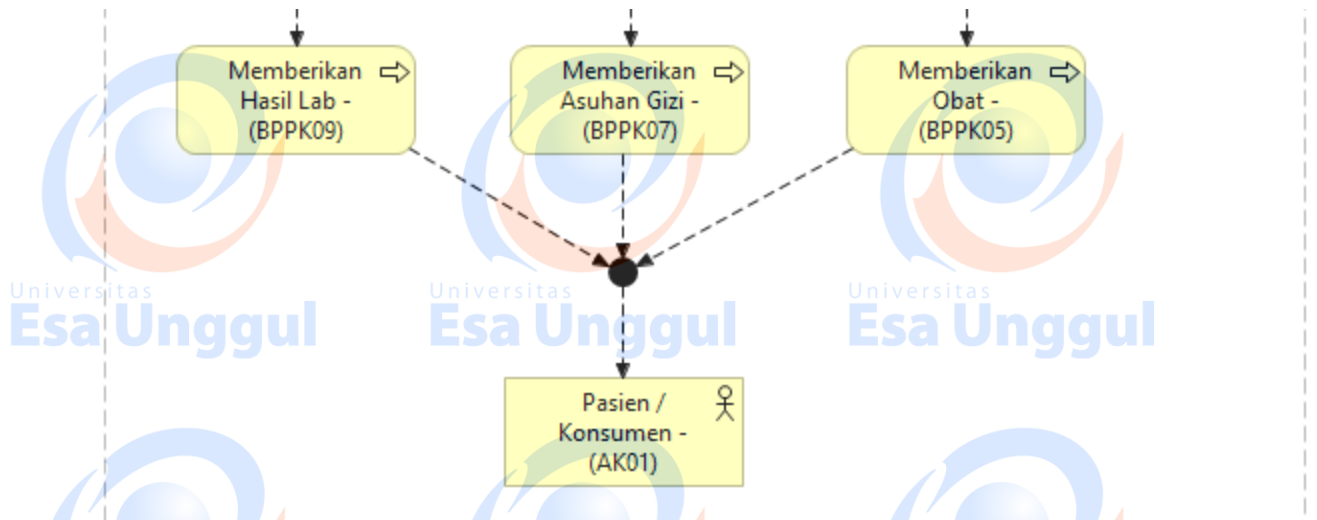 Memberikan
Hasil Lab -
(BPPK09)
Memberikan
Asuhan Gizi -
(BPPK07)
Memberikan
Obat -
(BPPK05)
Universitas
Esa Unggul
Universitas
Esa Unggul
Universitas
Esa Unggul
Pasien /
Konsumen -
(AK01)